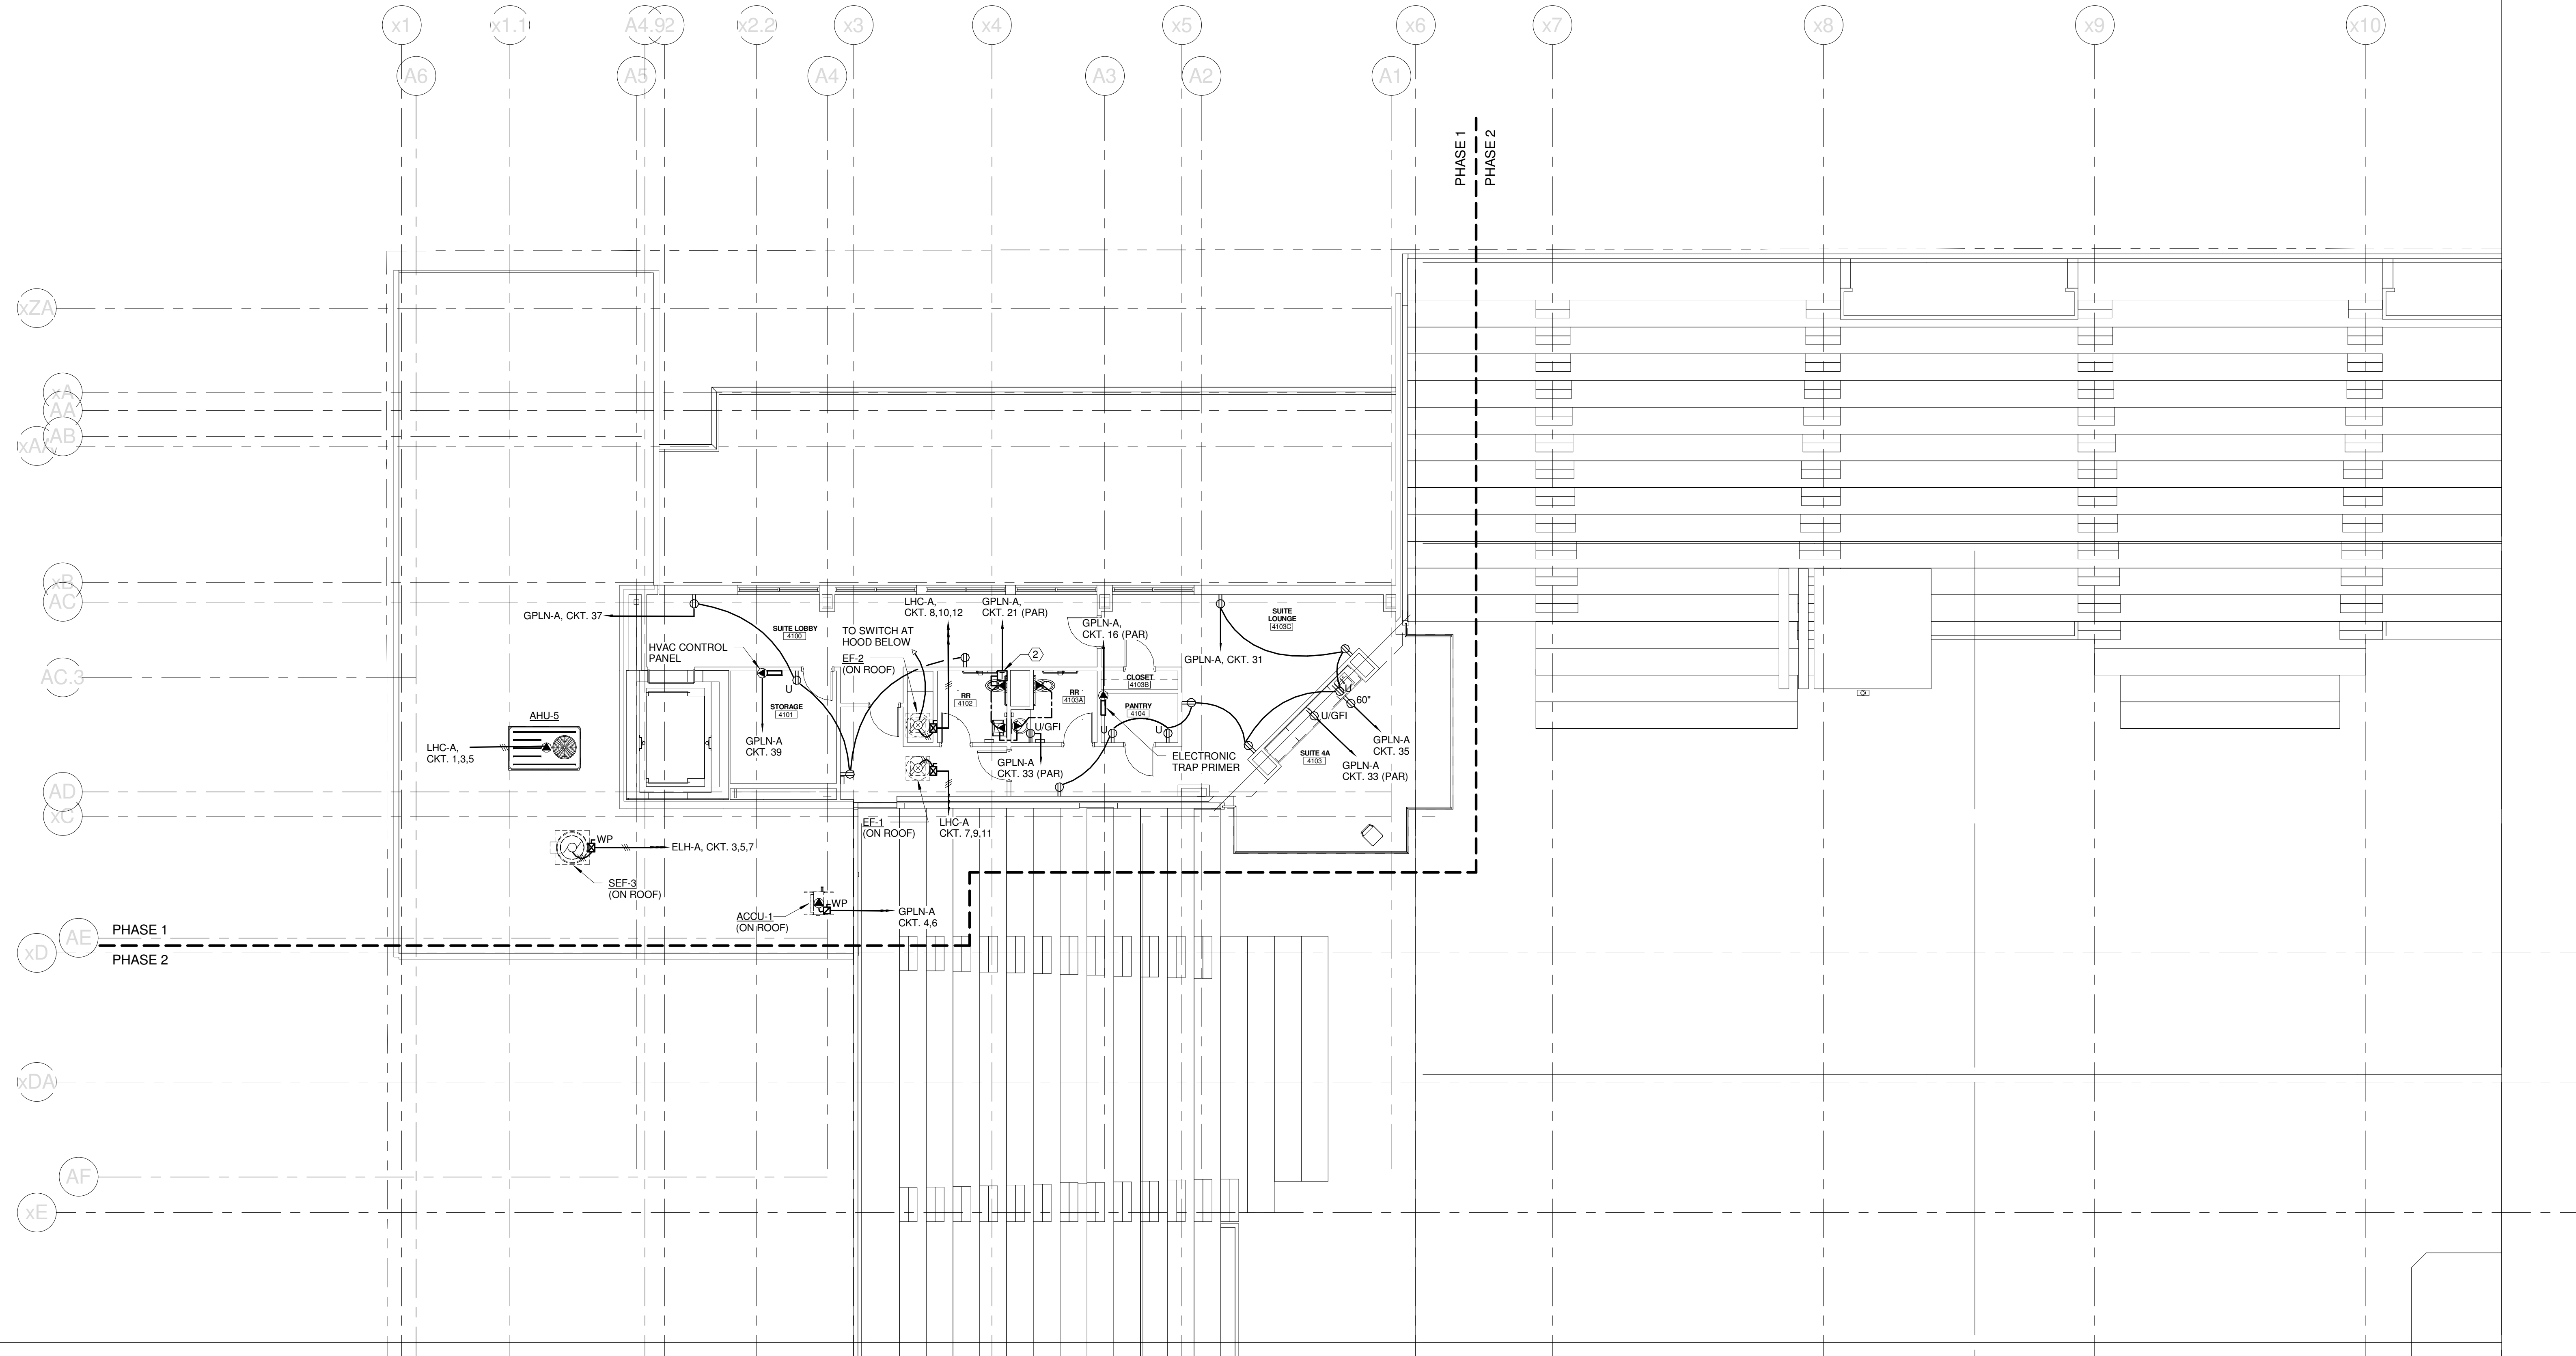 x1
x1.1
A4.9
2
x2.2
x3
x4
x5
x6
x7
x8
x9
x10
A6
A5
A4
A3
A2
A1
PHASE 1
PHASE 2
xZA
xA
AA
AB
xAA
xB
AC
AC.3
AD
xC
AE
xD
xDA
AF
xE
GPLN-A, CKT. 37
SUITE LOBBY
4100
LHC-A,
CKT. 8,10,12
GPLN-A,
CKT. 21 (PAR)
GPLN-A,
CKT. 16 (PAR)
SUITE
LOUNGE
4103C
TO SWITCH AT
HOOD BELOW
HVAC CONTROL
PANEL
EF-2
(ON ROOF)
2
GPLN-A, CKT. 31
U
RR
4102
RR
4103A
CLOSET
4103B
STORAGE
4101
PANTRY
4104
U
60"
AHU-5
U/GFI
U
U
U/GFI
LHC-A,
CKT. 1,3,5
GPLN-A
CKT. 39
GPLN-A
CKT. 33 (PAR)
ELECTRONIC
TRAP PRIMER
SUITE 4A
4103
GPLN-A
CKT. 35
GPLN-A
CKT. 33 (PAR)
EF-1
(ON ROOF)
LHC-A
CKT. 7,9,11
WP
ELH-A, CKT. 3,5,7
SEF-3
(ON ROOF)
WP
ACCU-1
(ON ROOF)
GPLN-A
CKT. 4,6
PHASE 1
PHASE 2